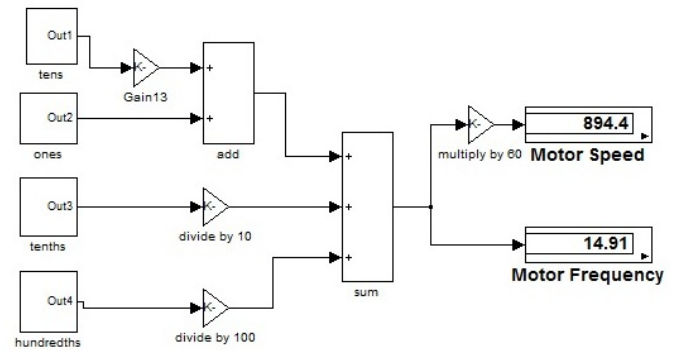 Out1
tens
K-
Gain13
+
+
add
Out2
ones
Out3
tenths
K-
divide by 10
Out4
hundredths
K-
divide by 100
+
+
+
sum
K-
multiply by 60
894.4
Motor Speed
14.91
Motor Frequency